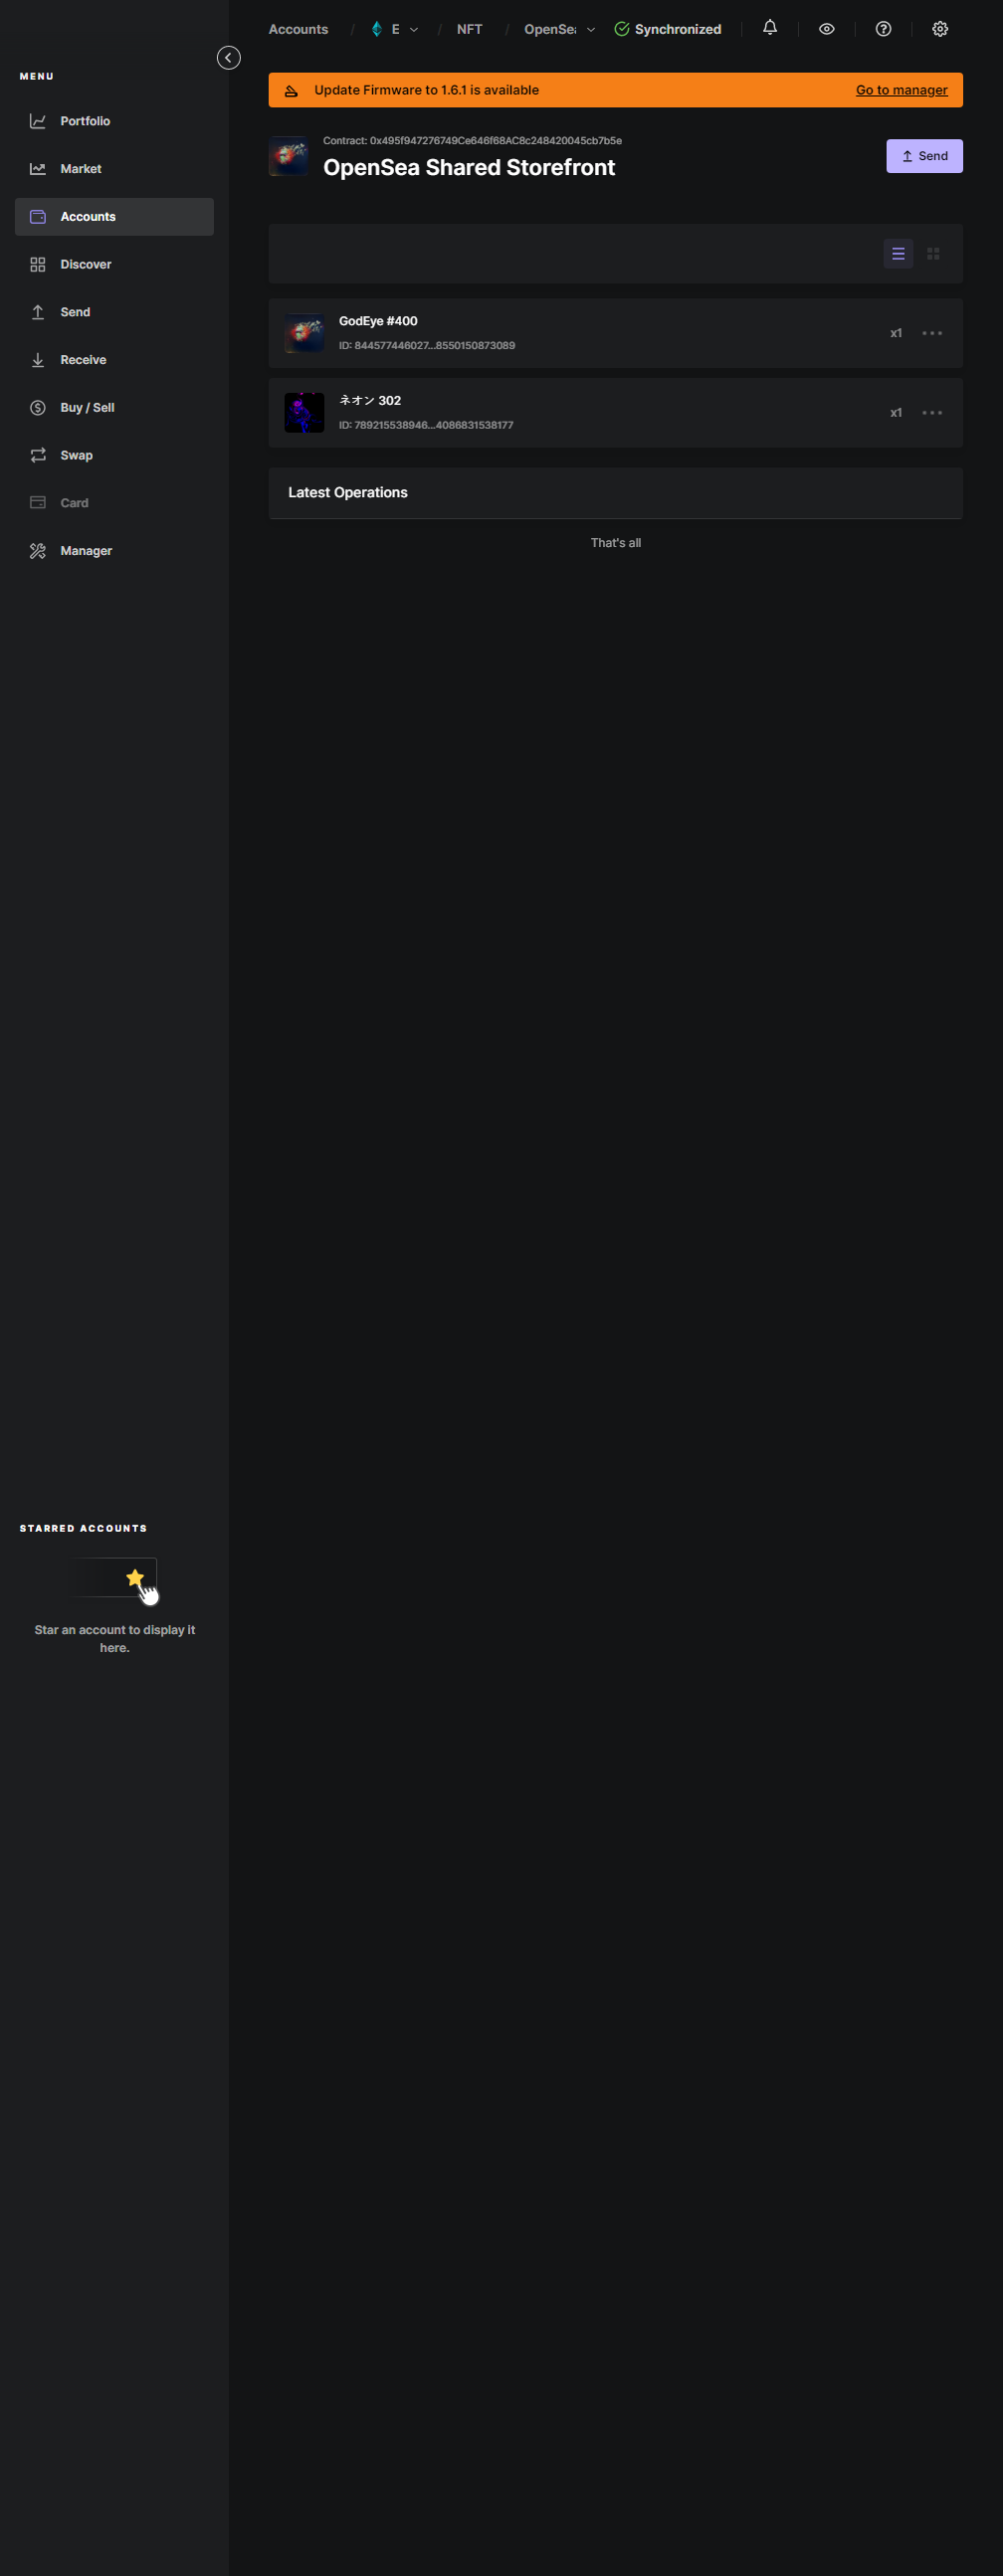 MENU
Portfolio
Market
Accounts
Discover
Send
Receive
Buy / Sell
Swap
Card
Manager
STARRED ACCOUNTS
Star an account to display it
here.
Accounts / E / NFT / OpenSea Synchronized
Update Firmware to 1.6.1 is available Go to manager
Contract: 0x495f947276749Ce646f68AC8c248420045cb7b5e
OpenSea Shared Storefront
Send
GodEye #400
ID: 844577446027...8550150873089
x1
ネオン 302
ID: 789215538946...4086831538177
x1
Latest Operations
That's all